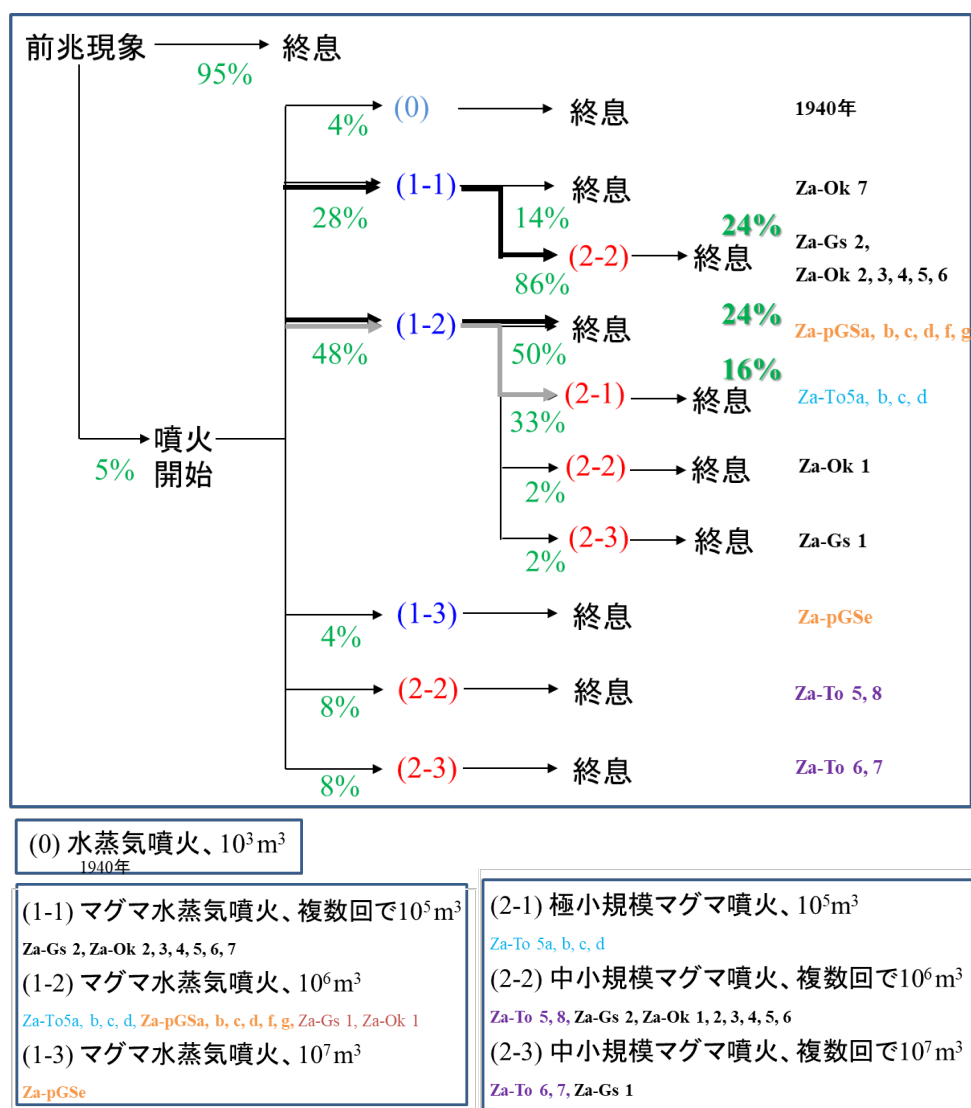 前兆現象 終息
95%
(0) 終息 1940年
4%
(1-1) 終息 Za-Ok 7
28% 14% 24%
(2-2) 終息 Za-Gs 2,
Za-Ok 2, 3, 4, 5, 6
86%
24%
(1-2) 終息 Za-pGSa, b, c, d, f, g
48% 50%
16%
(2-1) 終息 Za-To5a, b, c, d
33%
噴火
開始
5%
(2-2) 終息 Za-Ok 1
2%
(2-3) 終息 Za-Gs 1
2%
(1-3) 終息 Za-pGSe
4%
(2-2) 終息 Za-To 5, 8
8%
(2-3) 終息 Za-To 6, 7
8%
(0) 水蒸気噴火、10³m³
1940年
(1-1) マグマ水蒸気噴火、複数回で10⁵m³
Za-Gs 2, Za-Ok 2, 3, 4, 5, 6, 7
(1-2) マグマ水蒸気噴火、10⁶m³
Za-To5a, b, c, d, Za-pGSa, b, c, d, f, g, Za-Gs 1, Za-Ok 1
(1-3) マグマ水蒸気噴火、10⁷m³
Za-pGSe
(2-1) 極小規模マグマ噴火、10⁵m³
Za-To 5a, b, c, d
(2-2) 中小規模マグマ噴火、複数回で10⁶m³
Za-To 5, 8, Za-Gs 2, Za-Ok 1, 2, 3, 4, 5, 6
(2-3) 中小規模マグマ噴火、複数回で10⁷m³
Za-To 6, 7, Za-Gs 1